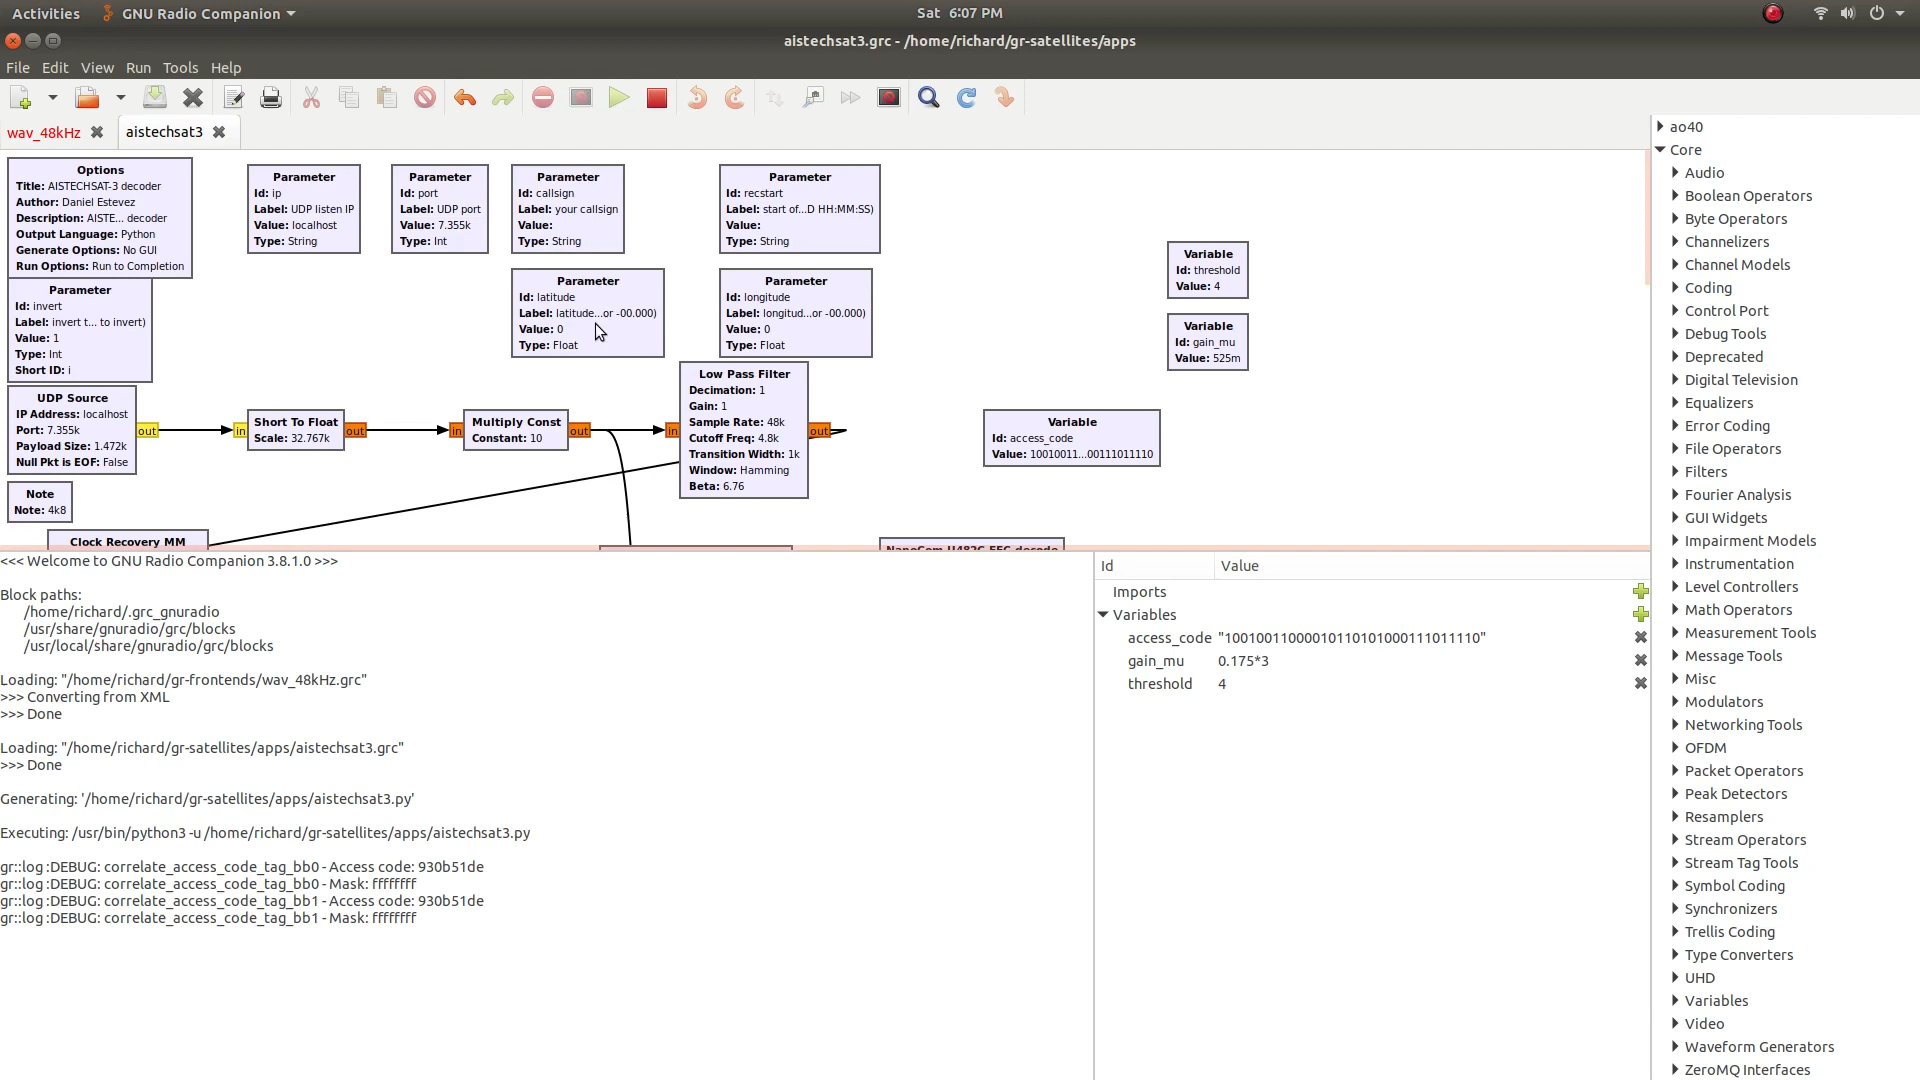 Activities
GNU Radio Companion
Sat 6:07 PM
aistechsat3.grc - /home/richard/gr-satellites/apps
File Edit View Run Tools Help
wav_48kHz
aistechsat3
Options
Title: AISTECHSAT-3 decoder
Author: Daniel Estevez
Description: AISTE... decoder
Output Language: Python
Generate Options: No GUI
Run Options: Run to Completion
Parameter
Id: ip
Label: UDP listen IP
Value: localhost
Type: String
Parameter
Id: port
Label: UDP port
Value: 7.355k
Type: Int
Parameter
Id: callsign
Label: your callsign
Value:
Type: String
Parameter
Id: recstart
Label: start of...D HH:MM:SS)
Value:
Type: String
Parameter
Id: invert
Label: invert t... to invert)
Value: 1
Type: Int
Short ID: i
Parameter
Id: latitude
Label: latitude...or -00.000)
Value: 0
Type: Float
Parameter
Id: longitude
Label: longitud...or -00.000)
Value: 0
Type: Float
Variable
Id: threshold
Value: 4
Variable
Id: gain_mu
Value: 525m
UDP Source
IP Address: localhost
Port: 7.355k
Payload Size: 1.472k
Null Pkt is EOF: False
out
in
Short To Float
Scale: 32.767k
out
in
Multiply Const
Constant: 10
out
in
Low Pass Filter
Decimation: 1
Gain: 1
Sample Rate: 48k
Cutoff Freq: 4.8k
Transition Width: 1k
Window: Hamming
Beta: 6.76
out
Variable
Id: access_code
Value: 10010011...00111011110
Note
Note: 4k8
Clock Recovery MM
NanoCom U482C FEC decode
<<< Welcome to GNU Radio Companion 3.8.1.0 >>>
Block paths:
/home/richard/.grc_gnuradio
/usr/share/gnuradio/grc/blocks
/usr/local/share/gnuradio/grc/blocks
Loading: "/home/richard/gr-frontends/wav_48kHz.grc"
>>> Converting from XML
>>> Done
Loading: "/home/richard/gr-satellites/apps/aistechsat3.grc"
>>> Done
Generating: '/home/richard/gr-satellites/apps/aistechsat3.py'
Executing: /usr/bin/python3 -u /home/richard/gr-satellites/apps/aistechsat3.py
gr::log :DEBUG: correlate_access_code_tag_bb0 - Access code: 930b51de
gr::log :DEBUG: correlate_access_code_tag_bb0 - Mask: ffffffff
gr::log :DEBUG: correlate_access_code_tag_bb1 - Access code: 930b51de
gr::log :DEBUG: correlate_access_code_tag_bb1 - Mask: ffffffff
Id Value
Imports
Variables
access_code "10010011000010110101000111011110"
gain_mu 0.175*3
threshold 4
ao40
Core
Audio
Boolean Operators
Byte Operators
Channelizers
Channel Models
Coding
Control Port
Debug Tools
Deprecated
Digital Television
Equalizers
Error Coding
File Operators
Filters
Fourier Analysis
GUI Widgets
Impairment Models
Instrumentation
Level Controllers
Math Operators
Measurement Tools
Message Tools
Misc
Modulators
Networking Tools
OFDM
Packet Operators
Peak Detectors
Resamplers
Stream Operators
Stream Tag Tools
Symbol Coding
Synchronizers
Trellis Coding
Type Converters
UHD
Variables
Video
Waveform Generators
ZeroMQ Interfaces